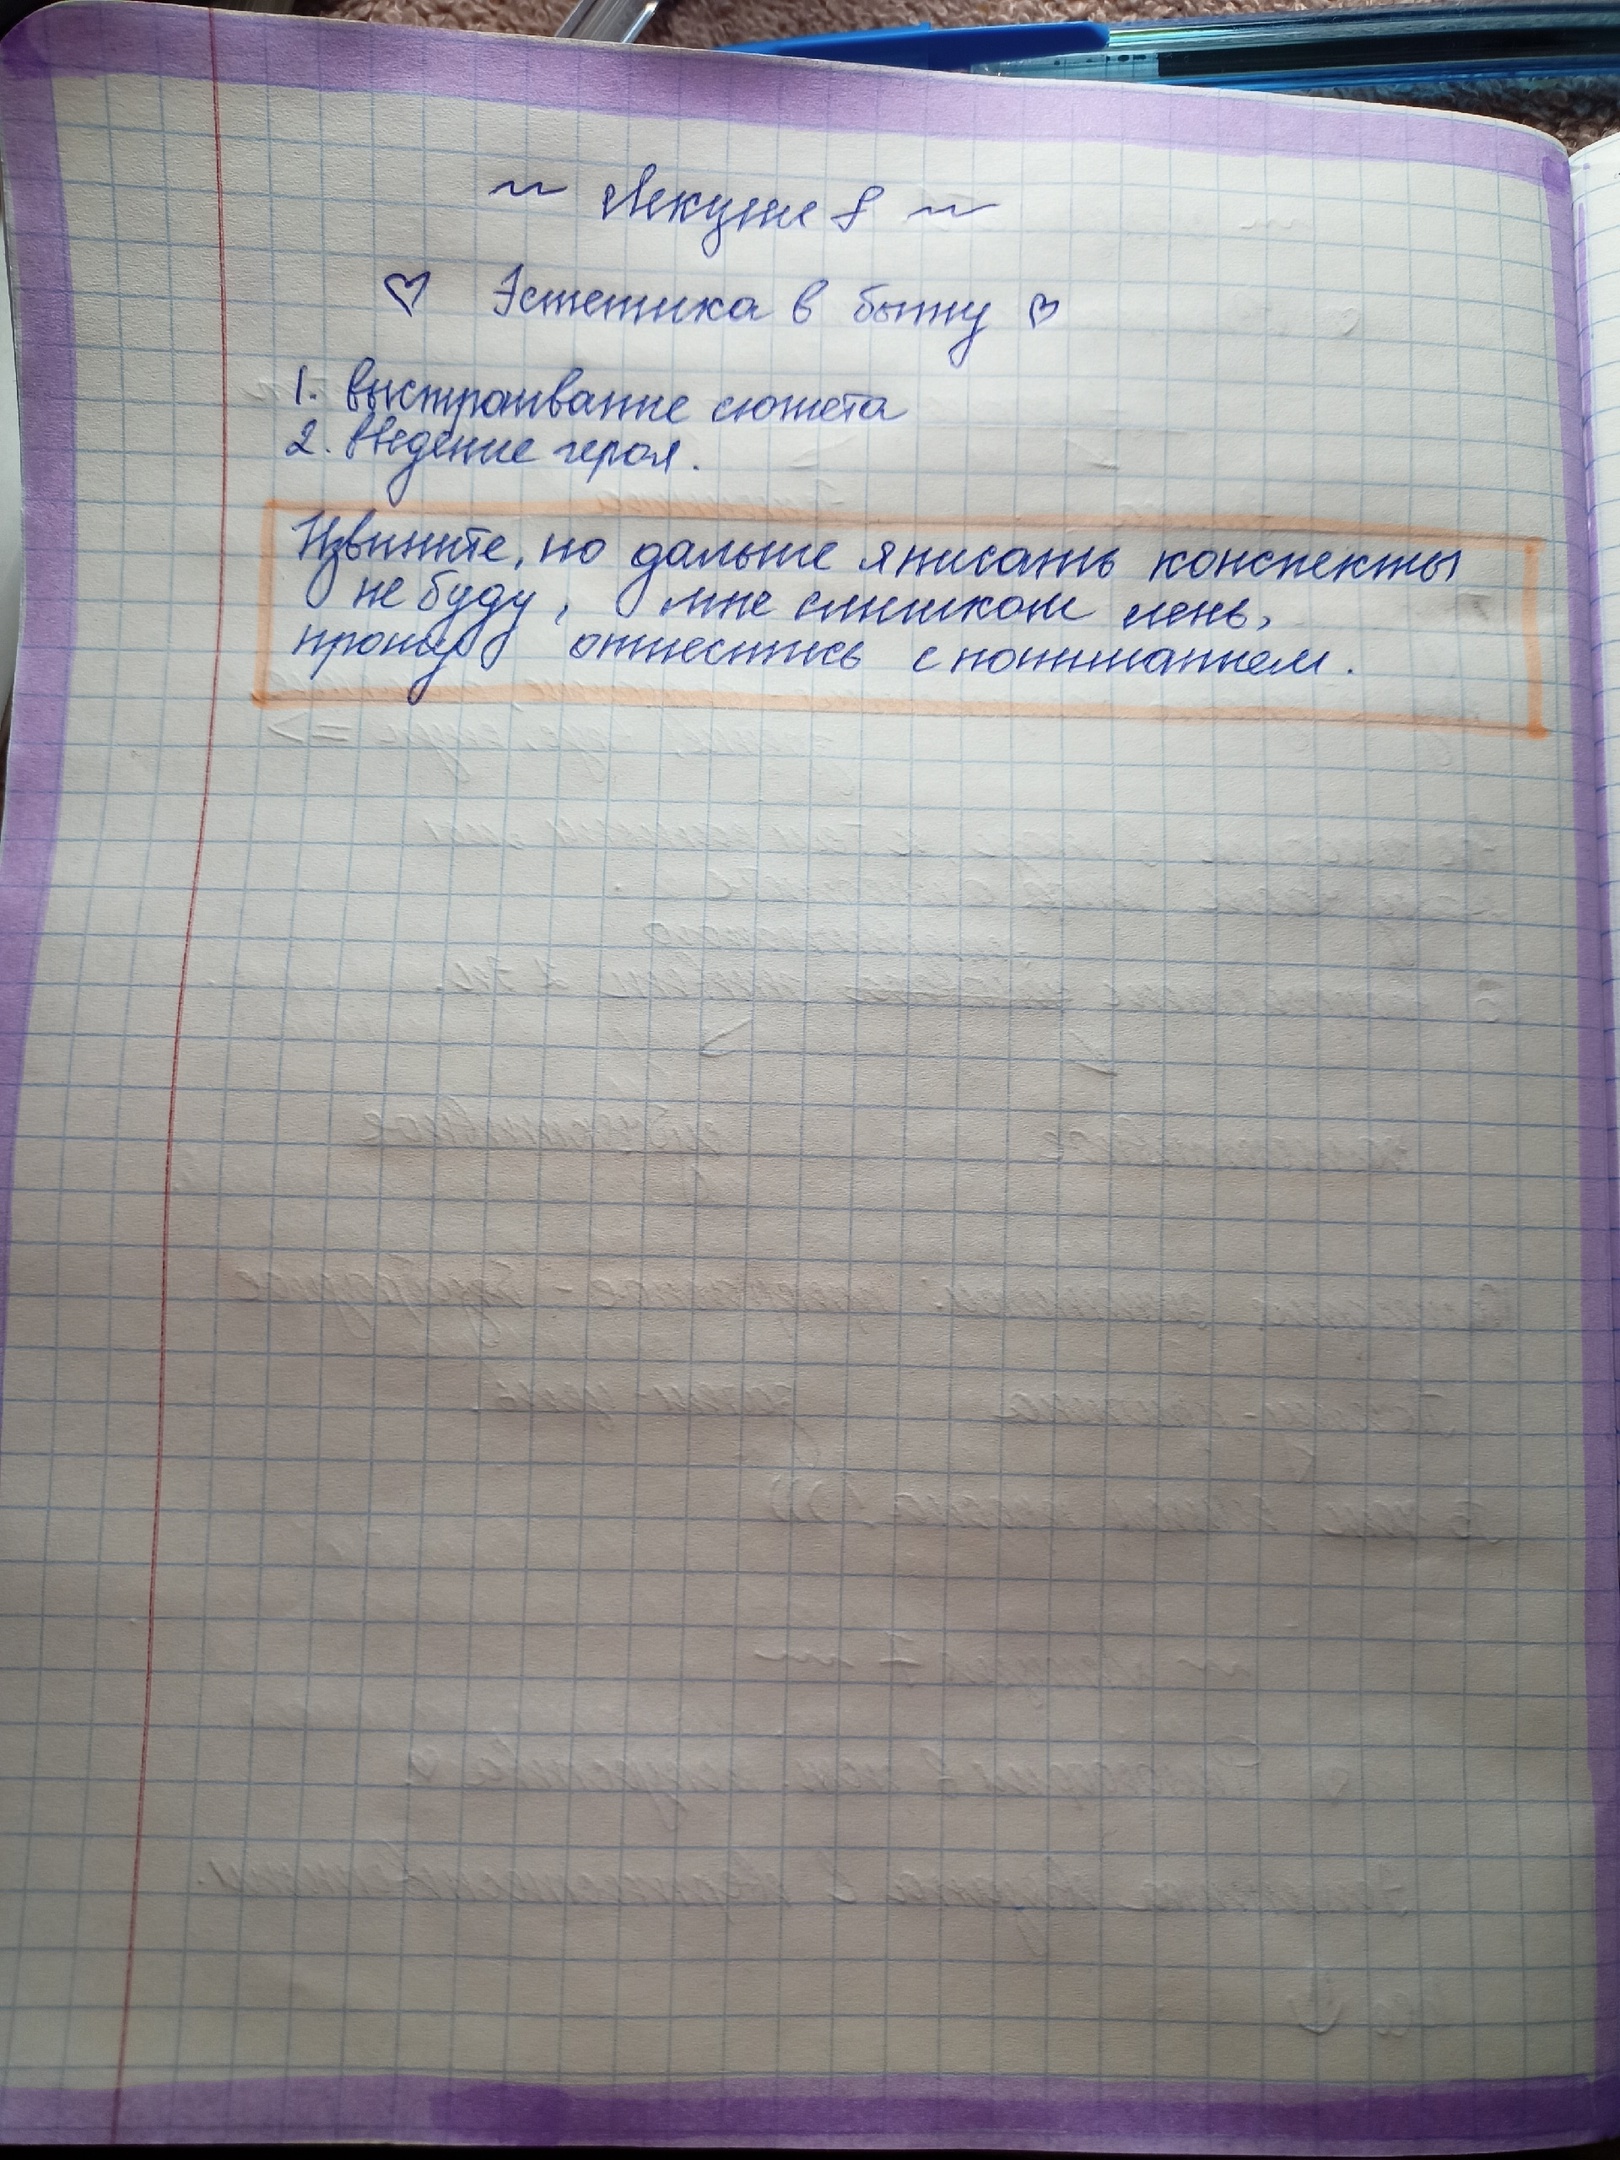 ~ Лекция 8 ~
♡ Эстетика в быту ♡
1. выстраивание сюжета
2. введение героя.
Извините, но дальше я писать конспекты
не буду, мне слишком лень,
прошу отнестись с пониманием.